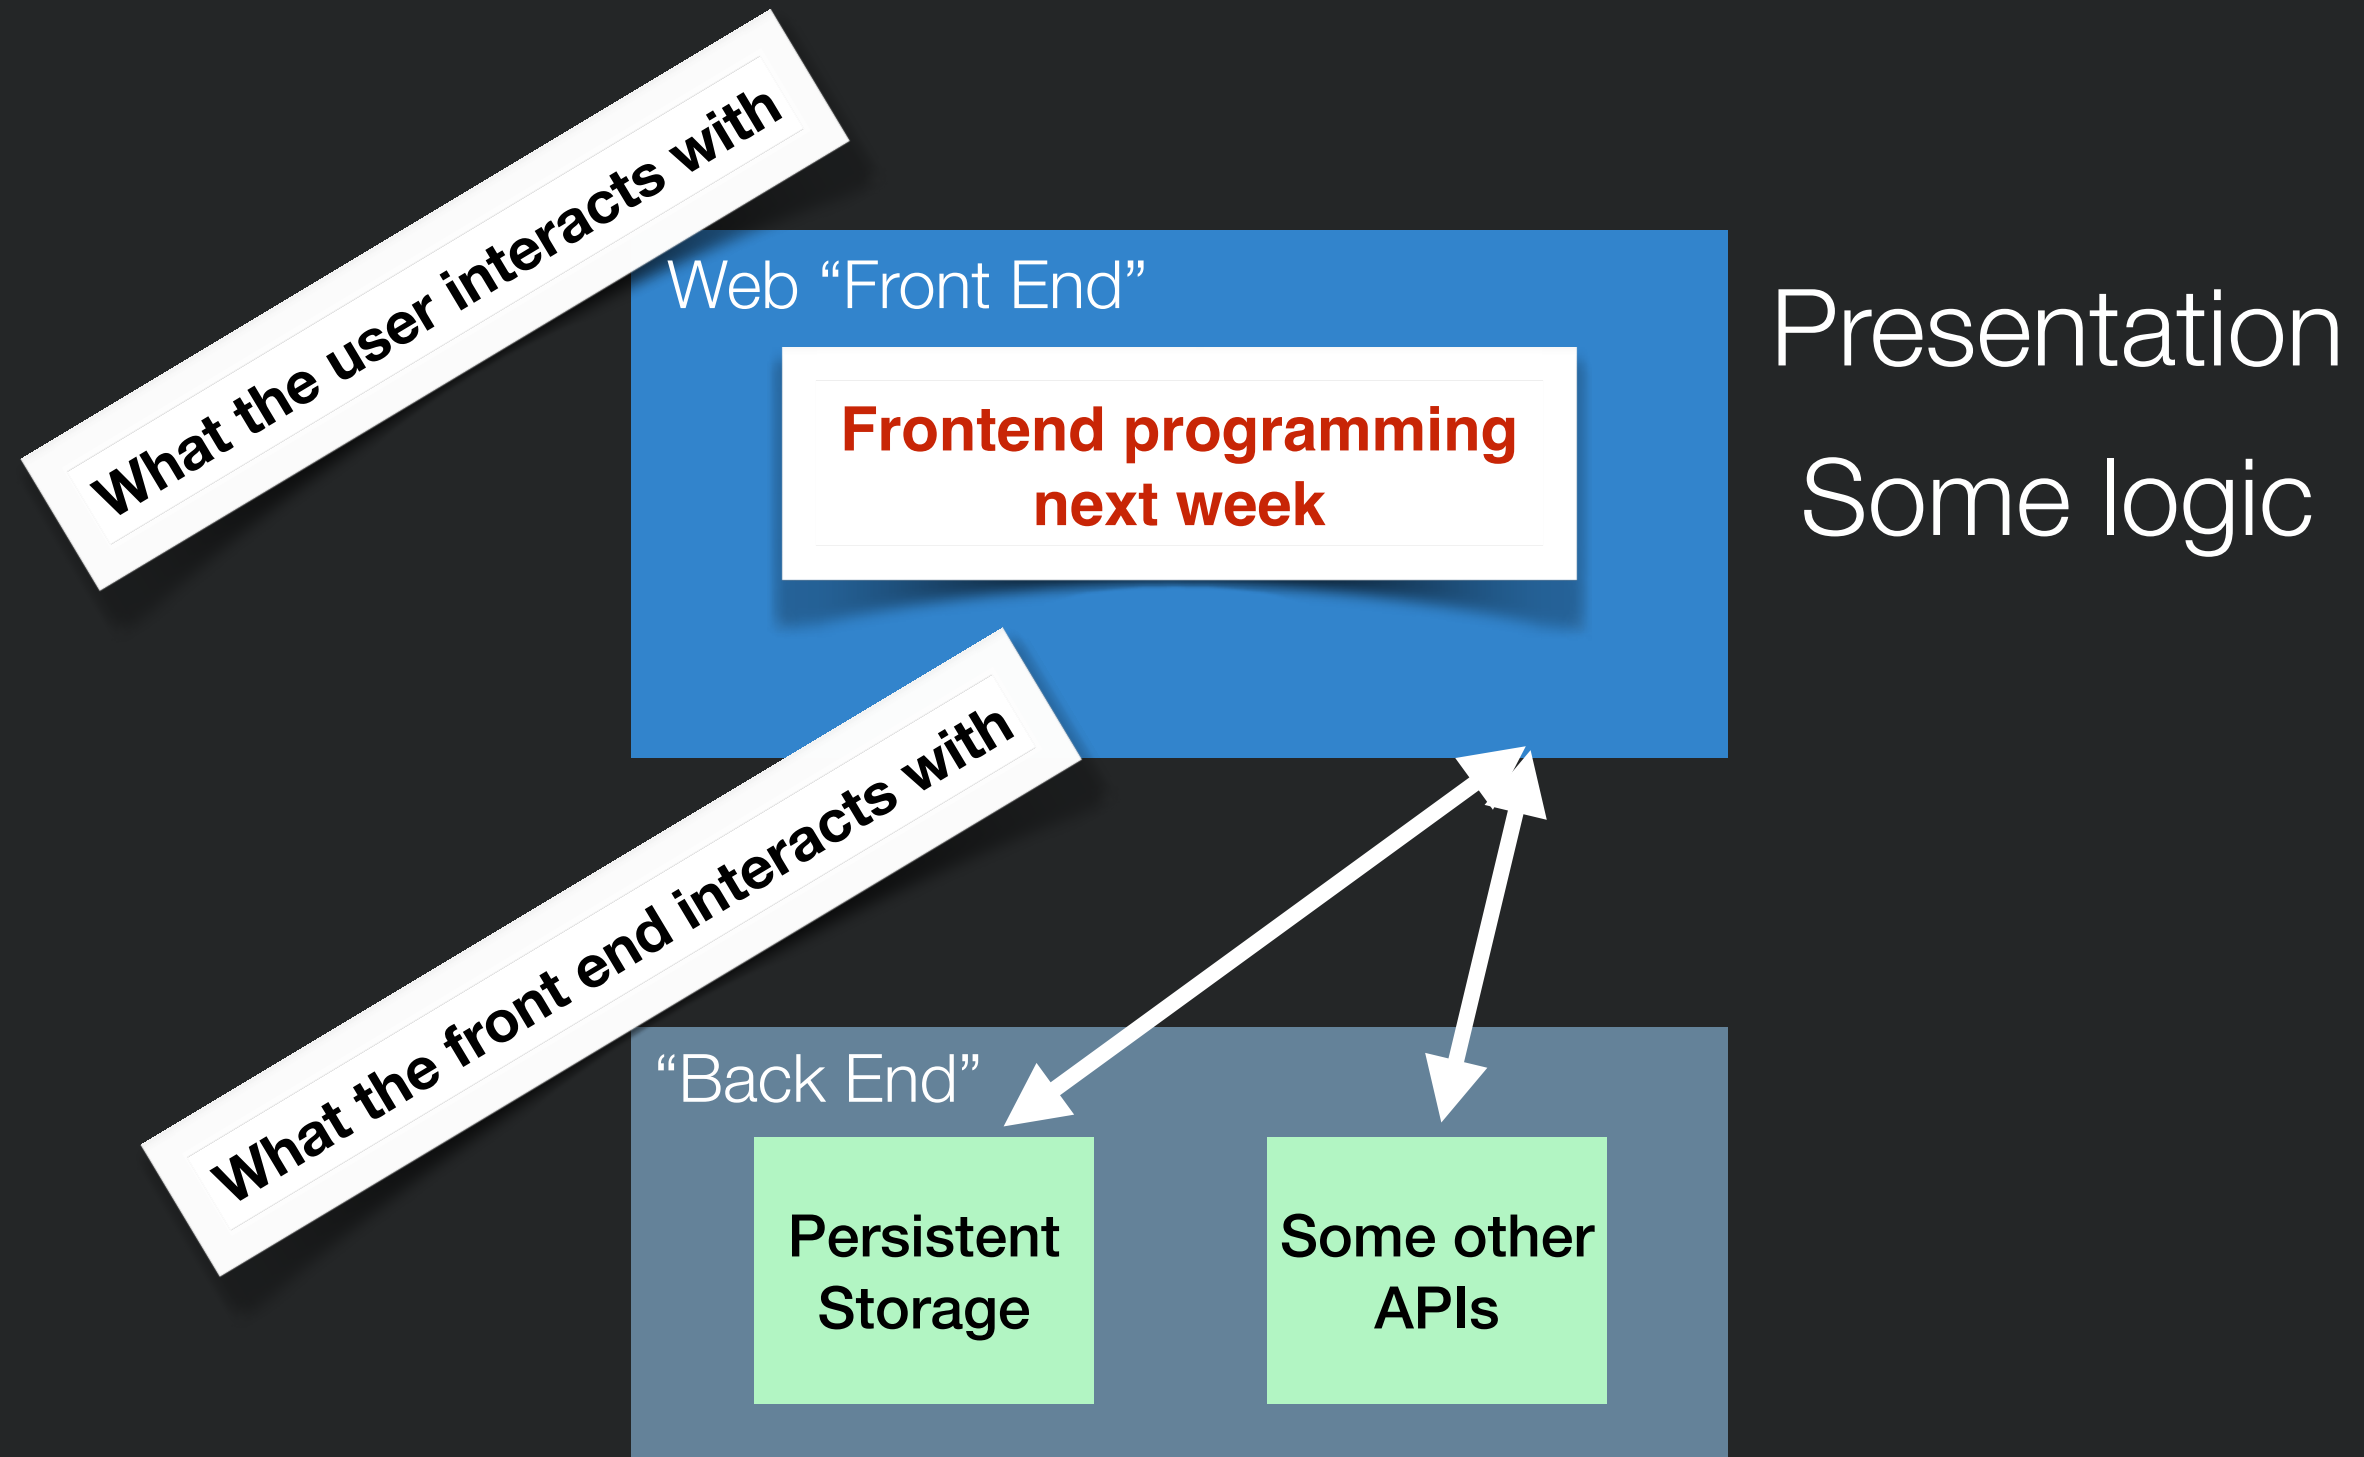 What the user interacts with
Web “Front End”
Presentation
Some logic
Frontend programming
next week
What the front end interacts with
“Back End”
Persistent
Storage
Some other
APIs